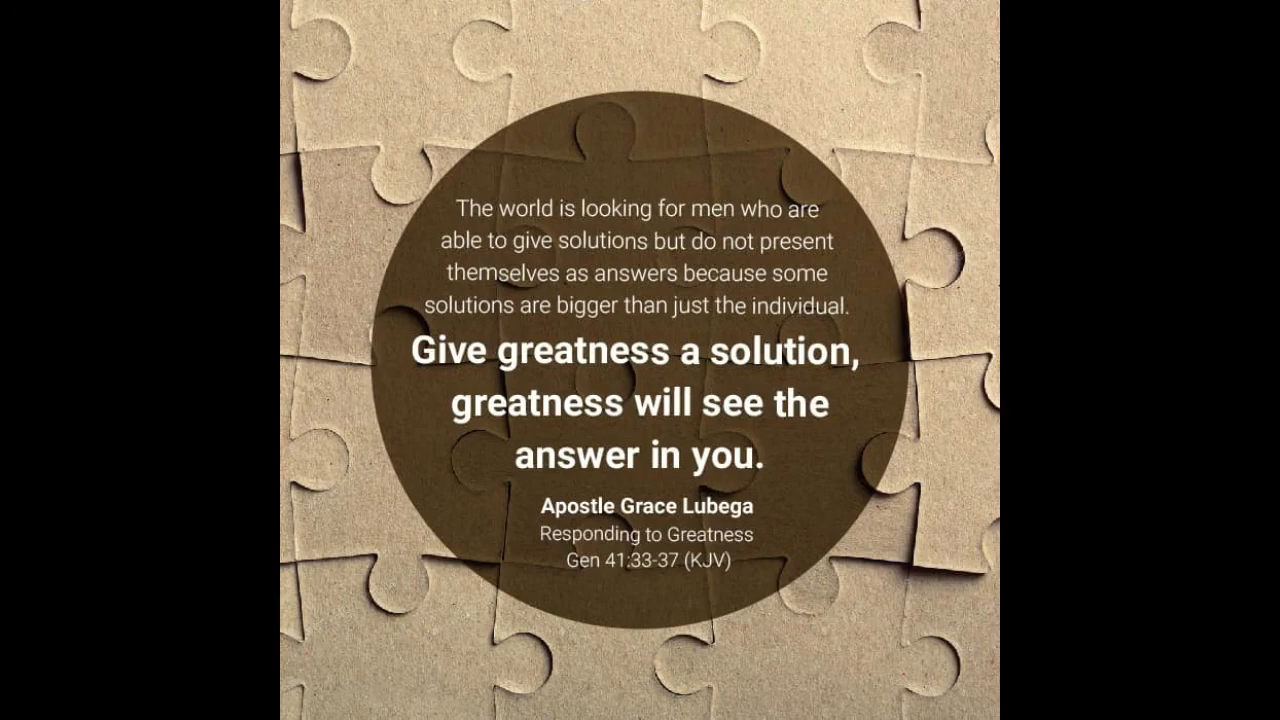 The world is looking for men who are
able to give solutions but do not present
themselves as answers because some
solutions are bigger than just the individual.
Give greatness a solution,
greatness will see the
answer in you.
Apostle Grace Lubega
Responding to Greatness
Gen 41:33-37 (KJV)